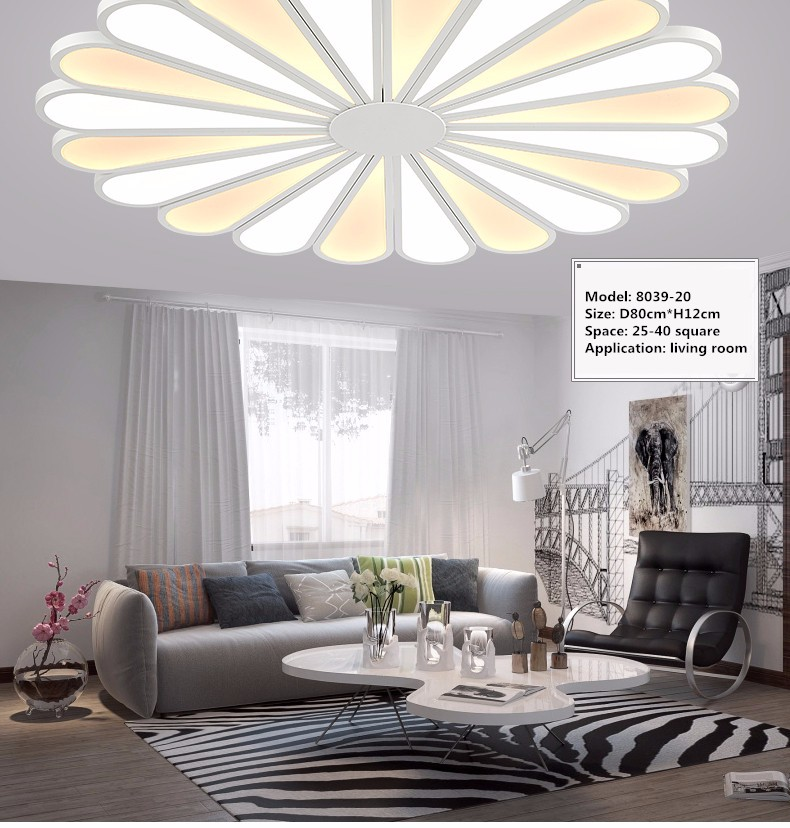 Model: 8039-20
Size: D80cm*H12cm
Space: 25-40 square
Application: living room